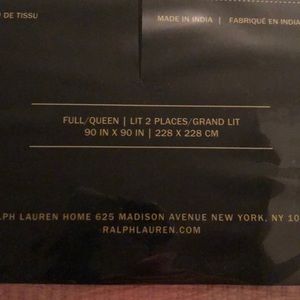 DE TISSU
MADE IN INDIA | FABRIQUÉ EN INDIA
FULL/QUEEN | LIT 2 PLACES/GRAND LIT
90 IN X 90 IN | 228 X 228 CM
LPH LAUREN HOME 625 MADISON AVENUE NEW YORK, NY 10
RALPHLAUREN.COM